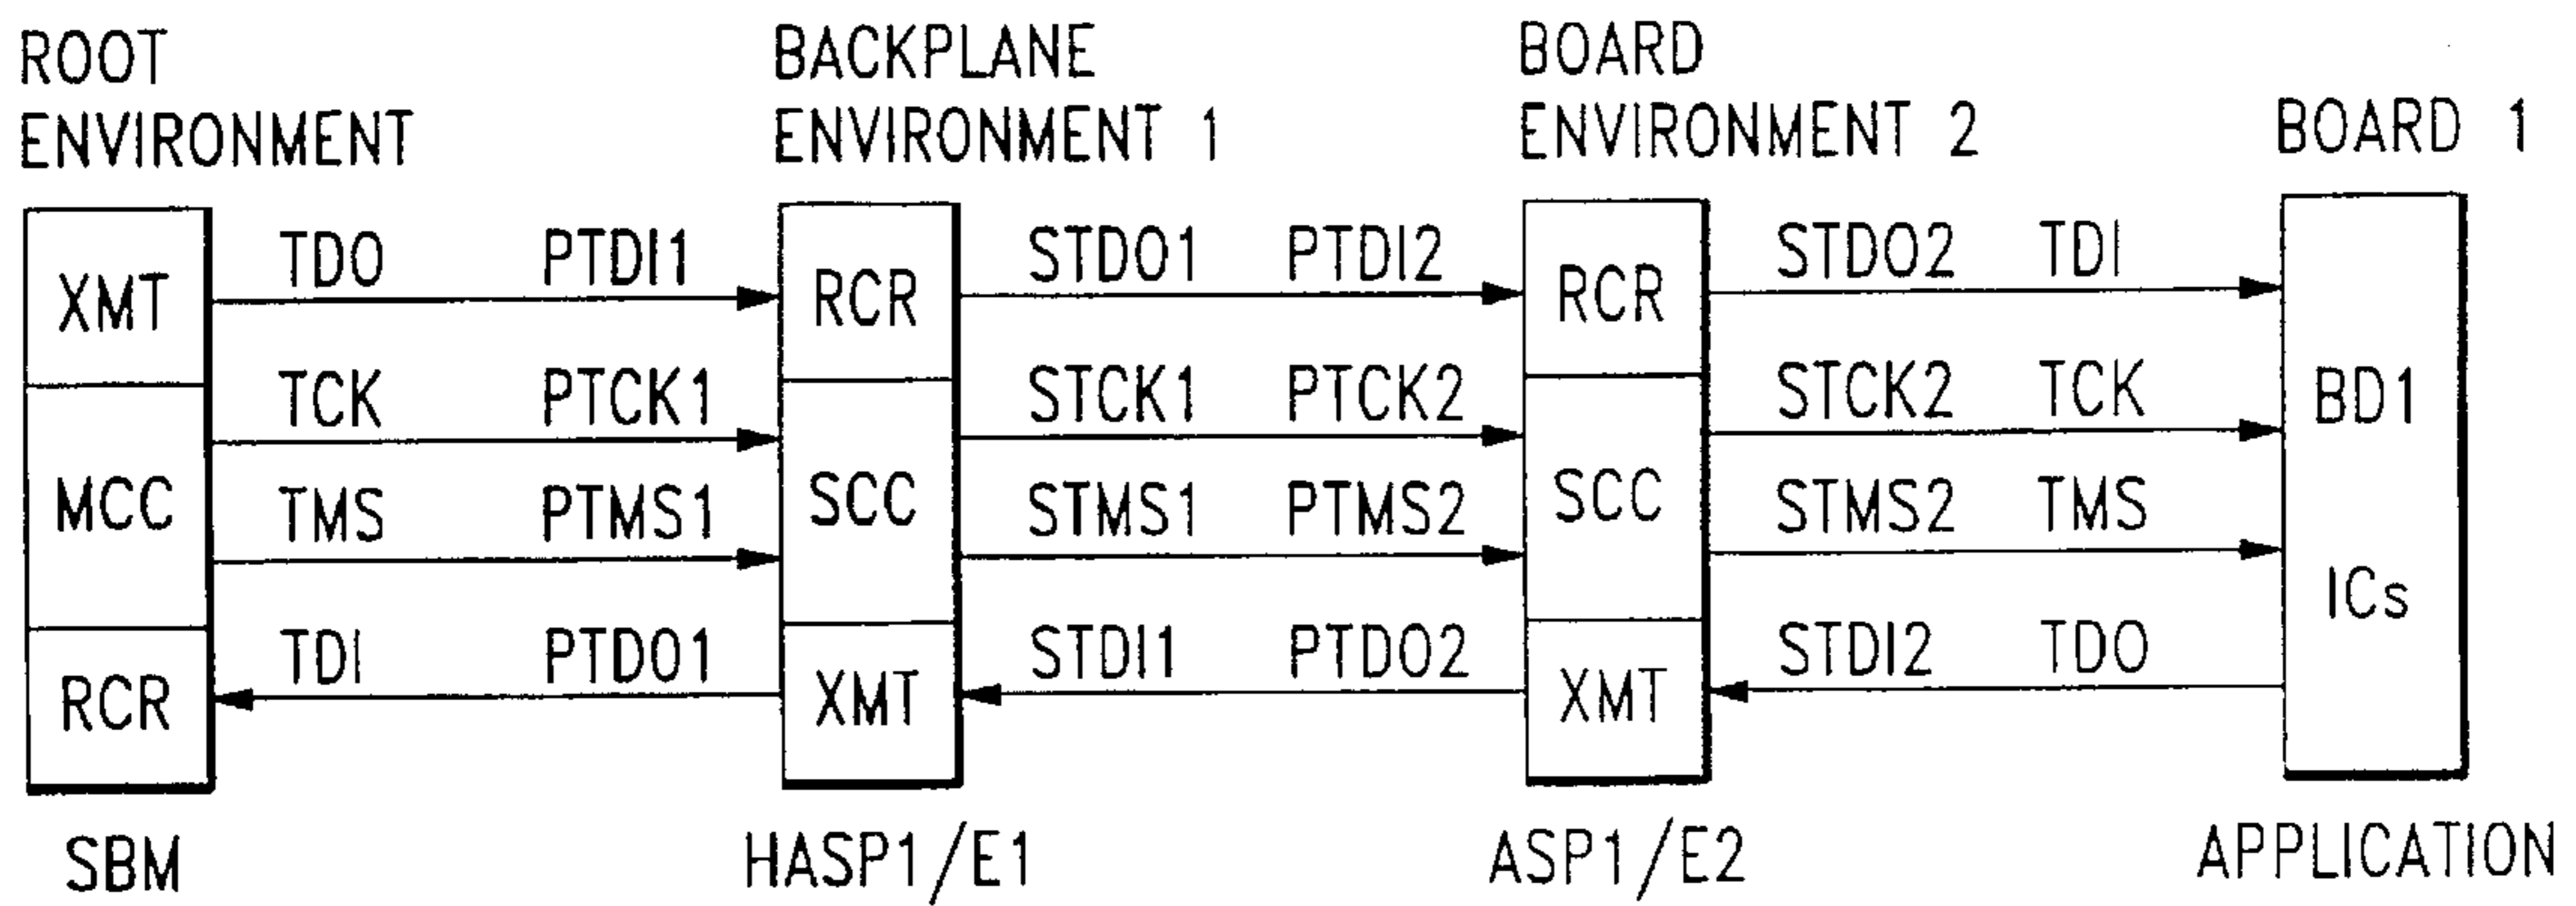 ROOT
ENVIRONMENT
BACKPLANE
ENVIRONMENT 1
BOARD
ENVIRONMENT 2
BOARD 1
XMT
TDO
PTDI1
RCR
STDO1
PTDI2
RCR
STDO2
TDI
MCC
TCK
PTCK1
SCC
STCK1
PTCK2
SCC
STCK2
TCK
BD1
TMS
PTMS1
STMS1
PTMS2
STMS2
TMS
ICs
RCR
TDI
PTDO1
XMT
STDI1
PTDO2
XMT
STDI2
TDO
SBM
HASP1/E1
ASP1/E2
APPLICATION